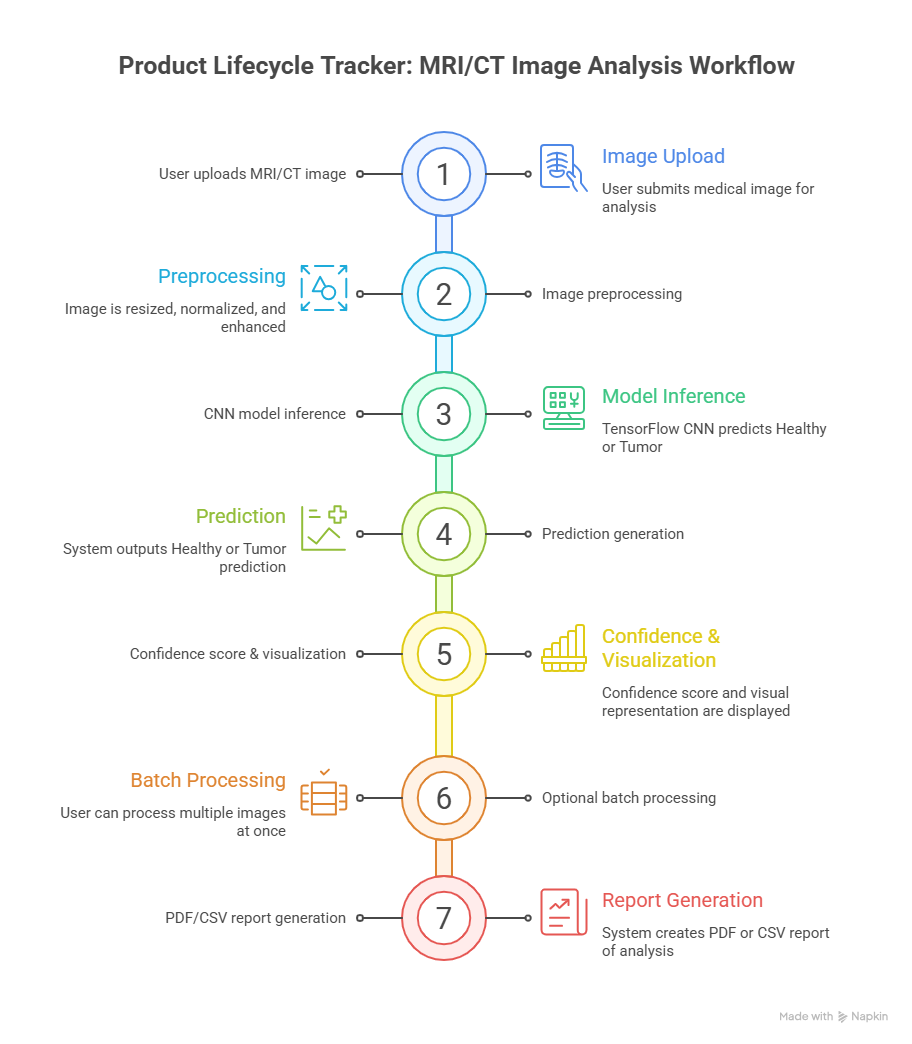 Product Lifecycle Tracker: MRI/CT Image Analysis Workflow
User uploads MRI/CT image
1
Image Upload
User submits medical image for
analysis
Preprocessing
Image is resized, normalized, and
enhanced
2
Image preprocessing
CNN model inference
3
Model Inference
TensorFlow CNN predicts Healthy
or Tumor
Prediction
System outputs Healthy or Tumor
prediction
4
Prediction generation
Confidence score & visualization
5
Confidence &
Visualization
Confidence score and visual
representation are displayed
Batch Processing
User can process multiple images
at once
6
Optional batch processing
PDF/CSV report generation
7
Report Generation
System creates PDF or CSV report
of analysis
Made with Napkin